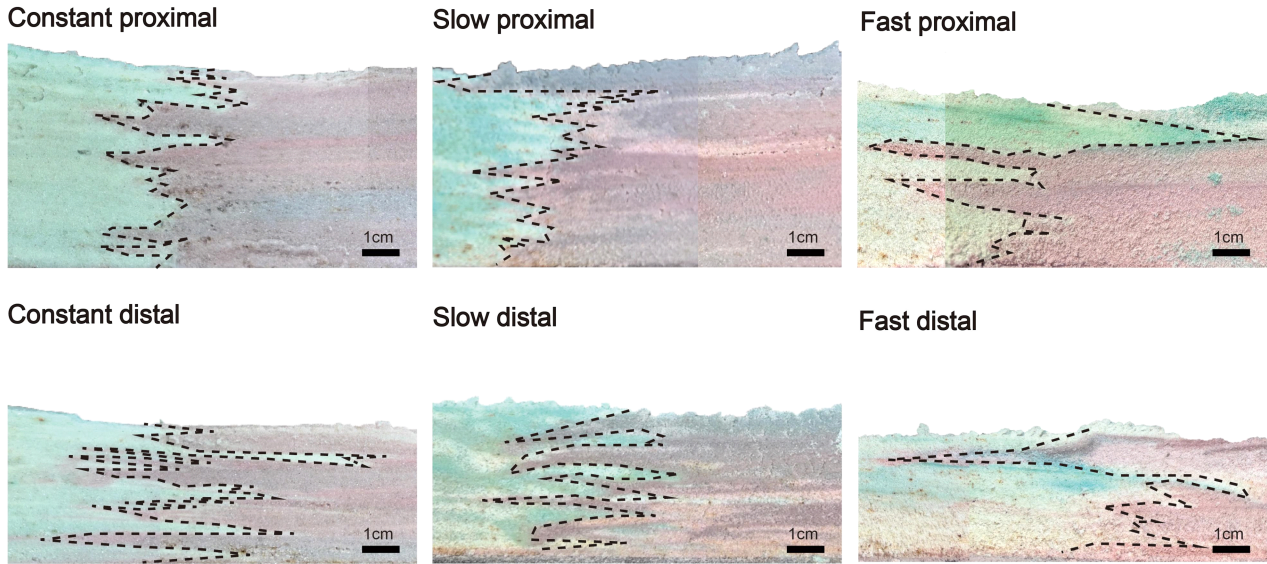 Constant proximal
Slow proximal
Fast proximal
1cm
1cm
1cm
Constant distal
Slow distal
Fast distal
1cm
1cm
1cm